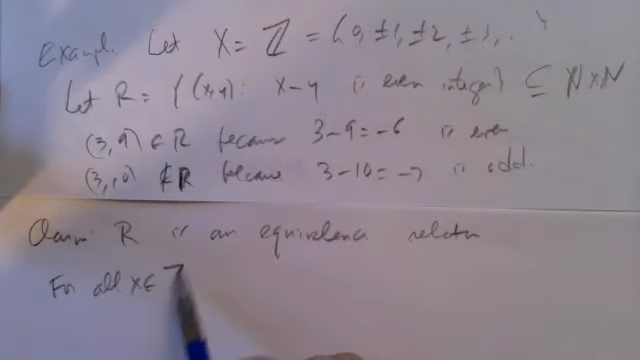 Example. Let X = ℤ = {0, ±1, ±2, ±3, ..}
Let R = {(x,y): x-y is even integer} ⊆ ℕ×ℕ
(3,9) ∈ R because 3-9=-6 is even
(3,10) ∉ R because 3-10=-7 is odd.
Claim: R is an equivalence relation
For all x∈ ℤ